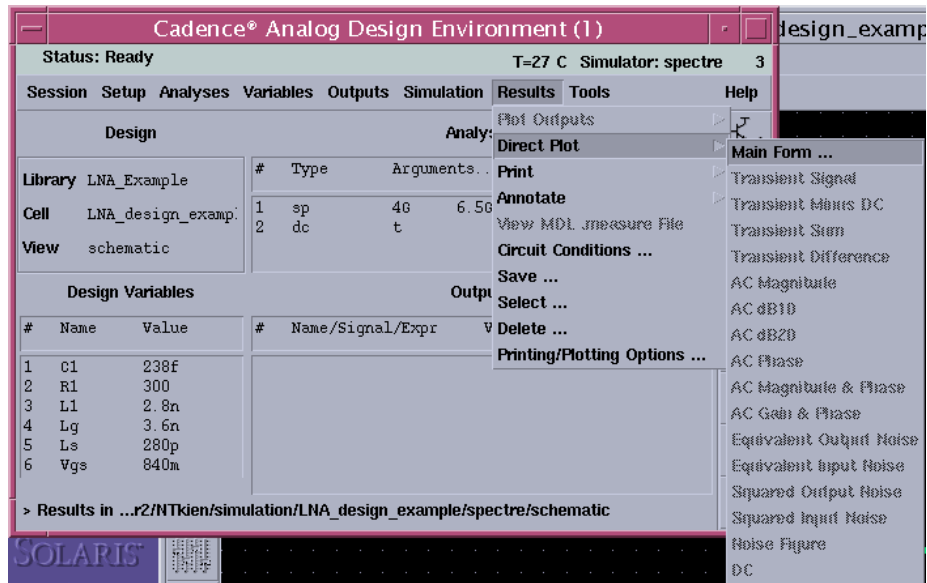 Cadence® Analog Design Environment (1)
design_examp
Status: Ready
T=27 C Simulator: spectre 3
Session Setup Analyses Variables Outputs Simulation Results Tools Help
Design
Library LNA_Example
Cell LNA_design_exampl
View schematic
Analys
# Type Arguments..
1 sp 4G 6.5G
2 dc t
Design Variables
# Name Value
1 C1 238f
2 R1 300
3 L1 2.8n
4 Lg 3.6n
5 Ls 280p
6 Vgs 840m
Outpu
# Name/Signal/Expr V
Plot Outputs
Direct Plot
Print
Annotate
View MDL .measure File
Circuit Conditions ...
Save ...
Select ...
Delete ...
Printing/Plotting Options ...
Main Form ...
Transient Signal
Transient Minus DC
Transient Sum
Transient Difference
AC Magnitude
AC dB10
AC dB20
AC Phase
AC Magnitude & Phase
AC Gain & Phase
Equivalent Output Noise
Equivalent Input Noise
Squared Output Noise
Squared Input Noise
Noise Figure
DC
> Results in ...r2/NTkien/simulation/LNA_design_example/spectre/schematic
SOLARIS